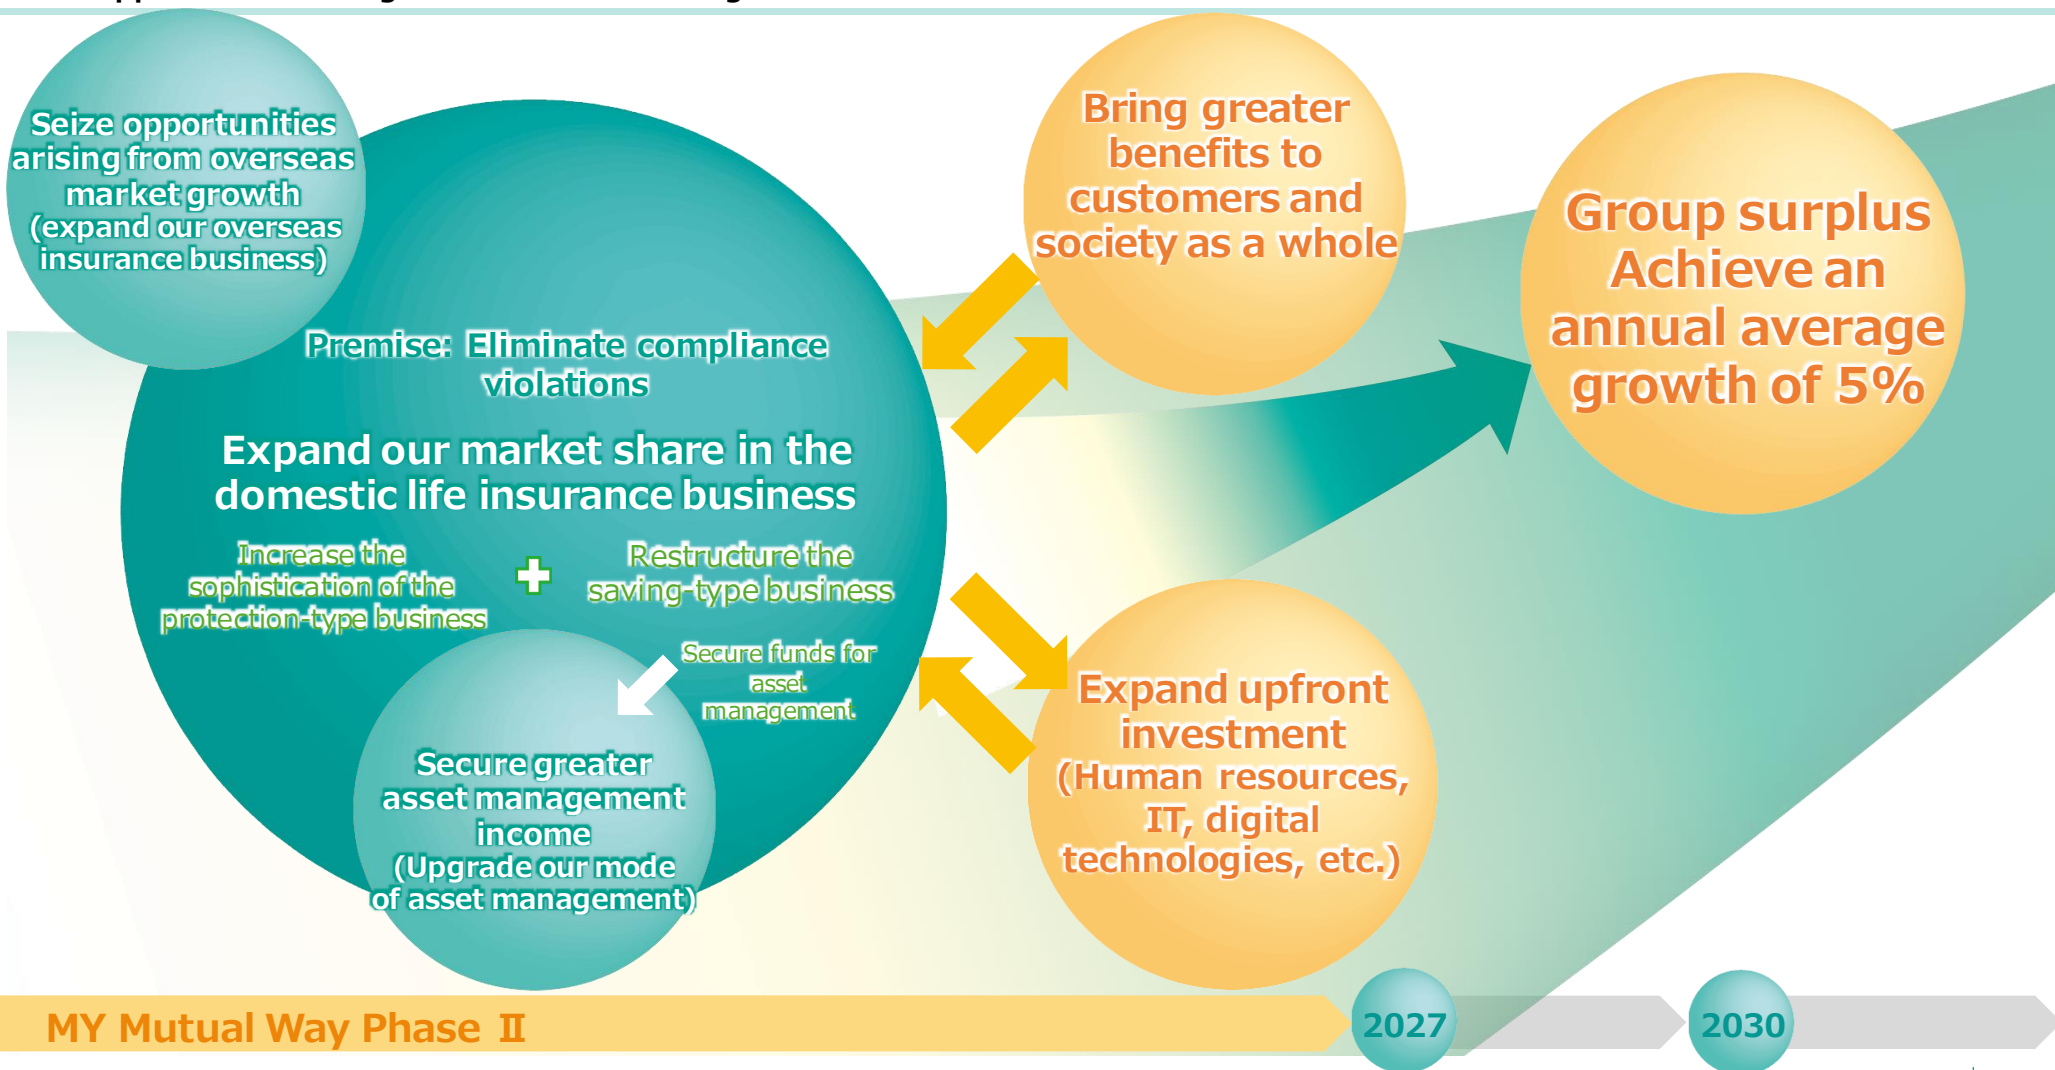 Seize opportunities
arising from overseas
market growth
(expand our overseas
insurance business)
Premise: Eliminate compliance
violations
Expand our market share in the
domestic life insurance business
Increase the
sophistication of the
protection-type business
Restructure the
saving-type business
Secure funds for
asset
management
Secure greater
asset management
income
(Upgrade our mode
of asset management)
Bring greater
benefits to
customers and
society as a whole
Expand upfront
investment
(Human resources,
IT, digital
technologies, etc.)
Group surplus
Achieve an
annual average
growth of 5%
MY Mutual Way Phase Ⅱ
2027
2030